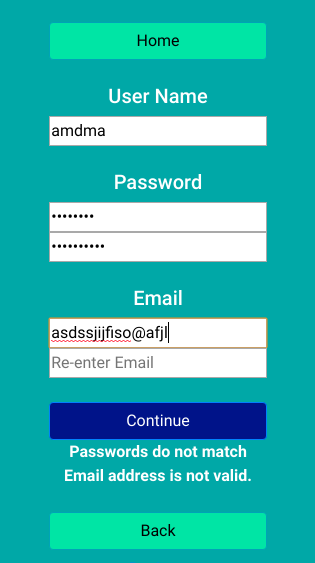 Home
User Name
amdma
Password
••••••••
••••••••••
Email
asdssjijfiso@afjl
Re-enter Email
Continue
Passwords do not match
Email address is not valid.
Back